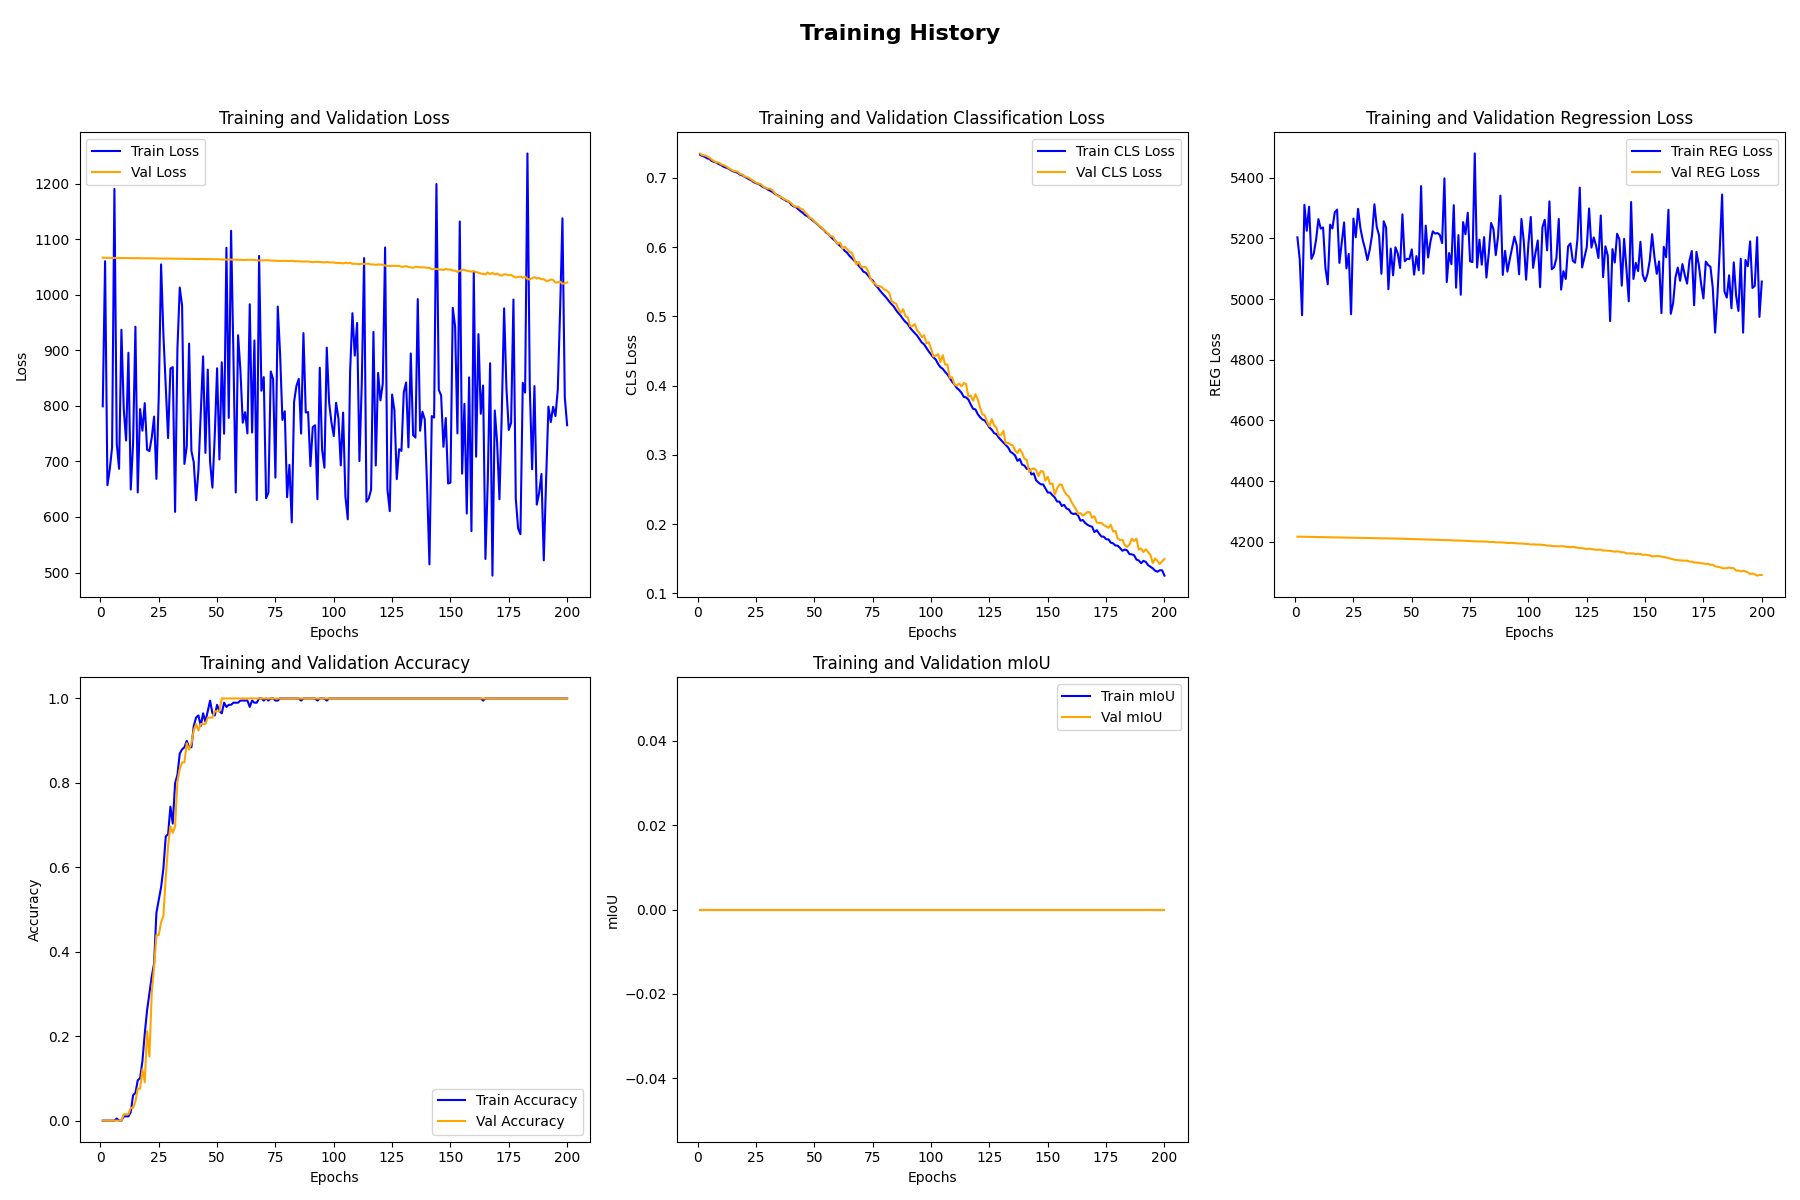 Training History
Training and Validation Loss
Train Loss
Val Loss
Loss
1200
1100
1000
900
800
700
600
500
0 25 50 75 100 125 150 175 200
Epochs
Training and Validation Classification Loss
Train CLS Loss
Val CLS Loss
CLS Loss
0.7
0.6
0.5
0.4
0.3
0.2
0.1
0 25 50 75 100 125 150 175 200
Epochs
Training and Validation Regression Loss
Train REG Loss
Val REG Loss
REG Loss
5400
5200
5000
4800
4600
4400
4200
0 25 50 75 100 125 150 175 200
Epochs
Training and Validation Accuracy
Accuracy
1.0
0.8
0.6
0.4
0.2
0.0
Train Accuracy
Val Accuracy
0 25 50 75 100 125 150 175 200
Epochs
Training and Validation mIoU
Train mIoU
Val mIoU
mIoU
0.04
0.02
0.00
−0.02
−0.04
0 25 50 75 100 125 150 175 200
Epochs